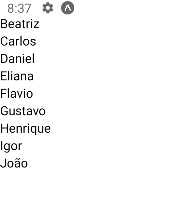 8:37
Beatriz
Carlos
Daniel
Eliana
Flavio
Gustavo
Henrique
Igor
João